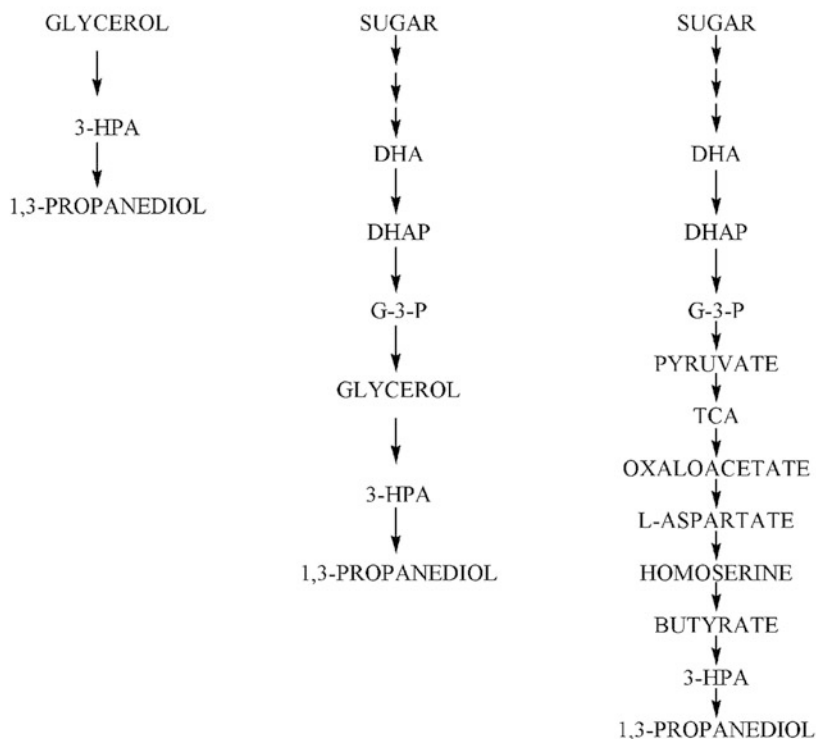 GLYCEROL
3-HPA
1,3-PROPANEDIOL
SUGAR
DHA
DHAP
G-3-P
GLYCEROL
3-HPA
1,3-PROPANEDIOL
SUGAR
DHA
DHAP
G-3-P
PYRUVATE
TCA
OXALOACETATE
L-ASPARTATE
HOMOSERINE
BUTYRATE
3-HPA
1,3-PROPANEDIOL